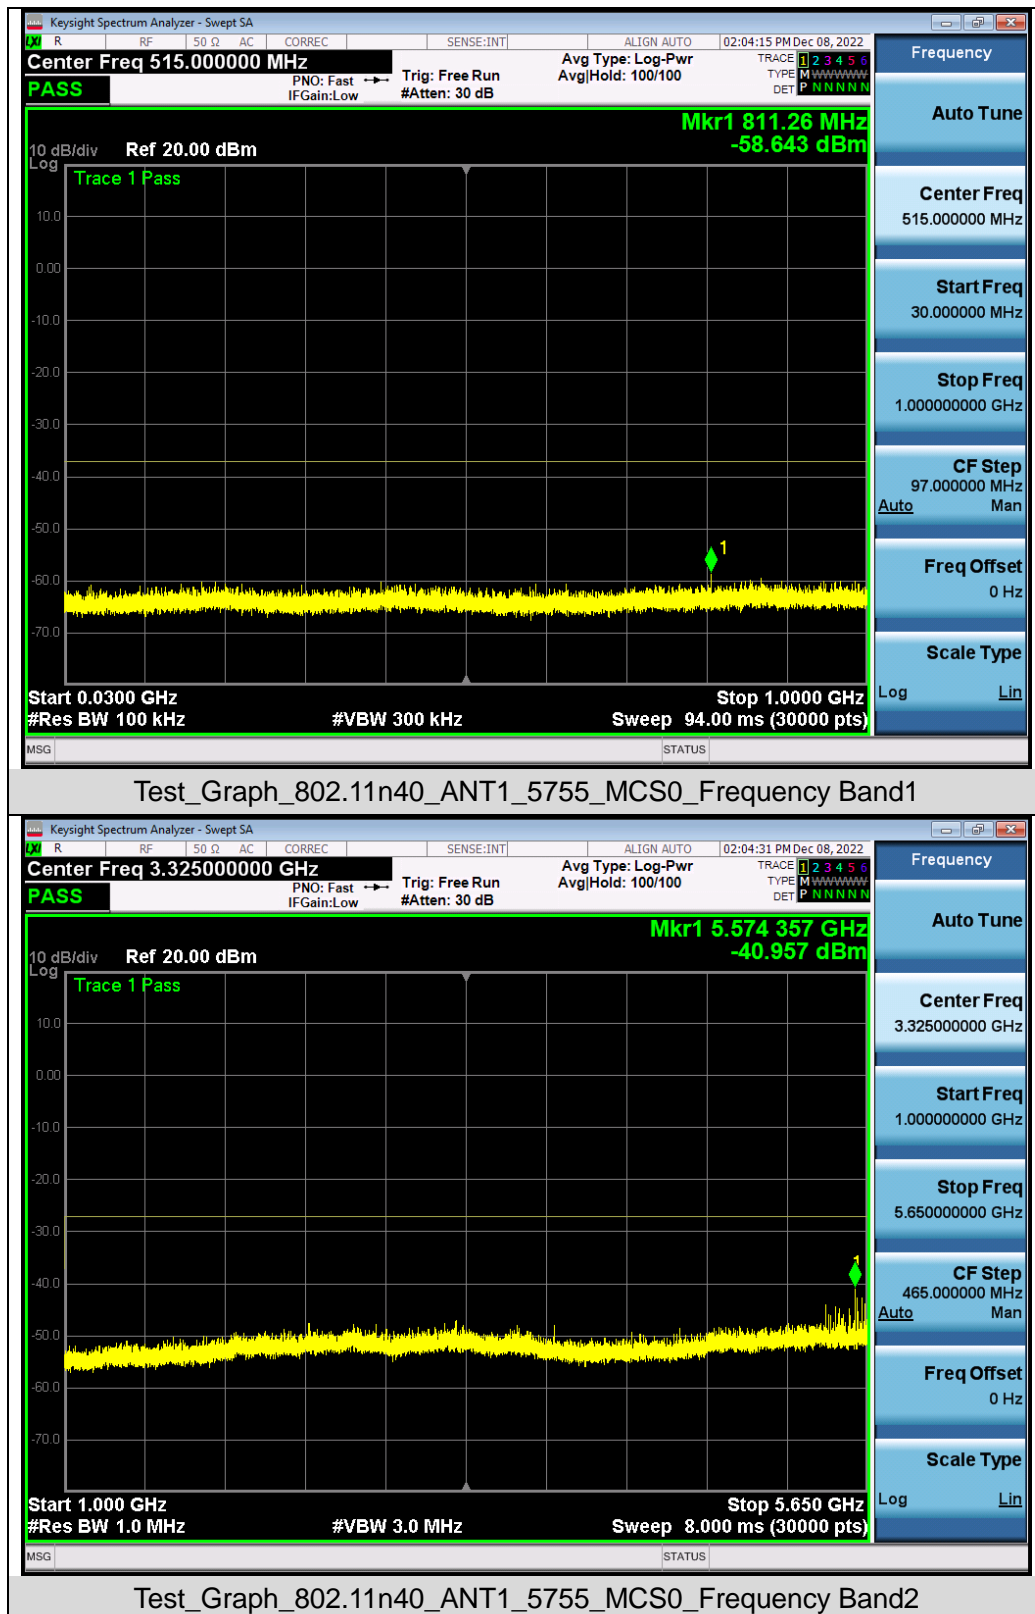 Keysight Spectrum Analyzer - Swept SA
LXI R RF 50 Ω AC CORREC SENSE:INT ALIGN AUTO 02:04:15 PM Dec 08, 2022
Center Freq 515.000000 MHz
PASS
PNO: Fast
IFGain:Low
Trig: Free Run
#Atten: 30 dB
Avg Type: Log-Pwr
Avg|Hold: 100/100
TRACE 1 2 3 4 5 6
TYPE M WWWWW
DET P N N N N N
Frequency
Auto Tune
Center Freq
515.000000 MHz
Start Freq
30.000000 MHz
Stop Freq
1.000000000 GHz
CF Step
97.000000 MHz
Auto Man
Freq Offset
0 Hz
Scale Type
Log Lin
Mkr1 811.26 MHz
-58.643 dBm
10 dB/div Ref 20.00 dBm
Log
Trace 1 Pass
10.0
0.00
-10.0
-20.0
-30.0
-40.0
-50.0
1
-60.0
-70.0
Start 0.0300 GHz Stop 1.0000 GHz
#Res BW 100 kHz #VBW 300 kHz Sweep 94.00 ms (30000 pts)
MSG STATUS
Test_Graph_802.11n40_ANT1_5755_MCS0_Frequency Band1
Keysight Spectrum Analyzer - Swept SA
LXI R RF 50 Ω AC CORREC SENSE:INT ALIGN AUTO 02:04:31 PM Dec 08, 2022
Center Freq 3.325000000 GHz
PASS
PNO: Fast
IFGain:Low
Trig: Free Run
#Atten: 30 dB
Avg Type: Log-Pwr
Avg|Hold: 100/100
TRACE 1 2 3 4 5 6
TYPE M WWWWW
DET P N N N N N
Frequency
Auto Tune
Center Freq
3.325000000 GHz
Start Freq
1.000000000 GHz
Stop Freq
5.650000000 GHz
CF Step
465.000000 MHz
Auto Man
Freq Offset
0 Hz
Scale Type
Log Lin
Mkr1 5.574 357 GHz
-40.957 dBm
10 dB/div Ref 20.00 dBm
Log
Trace 1 Pass
10.0
0.00
-10.0
-20.0
-30.0
1
-40.0
-50.0
-60.0
-70.0
Start 1.000 GHz Stop 5.650 GHz
#Res BW 1.0 MHz #VBW 3.0 MHz Sweep 8.000 ms (30000 pts)
MSG STATUS
Test_Graph_802.11n40_ANT1_5755_MCS0_Frequency Band2